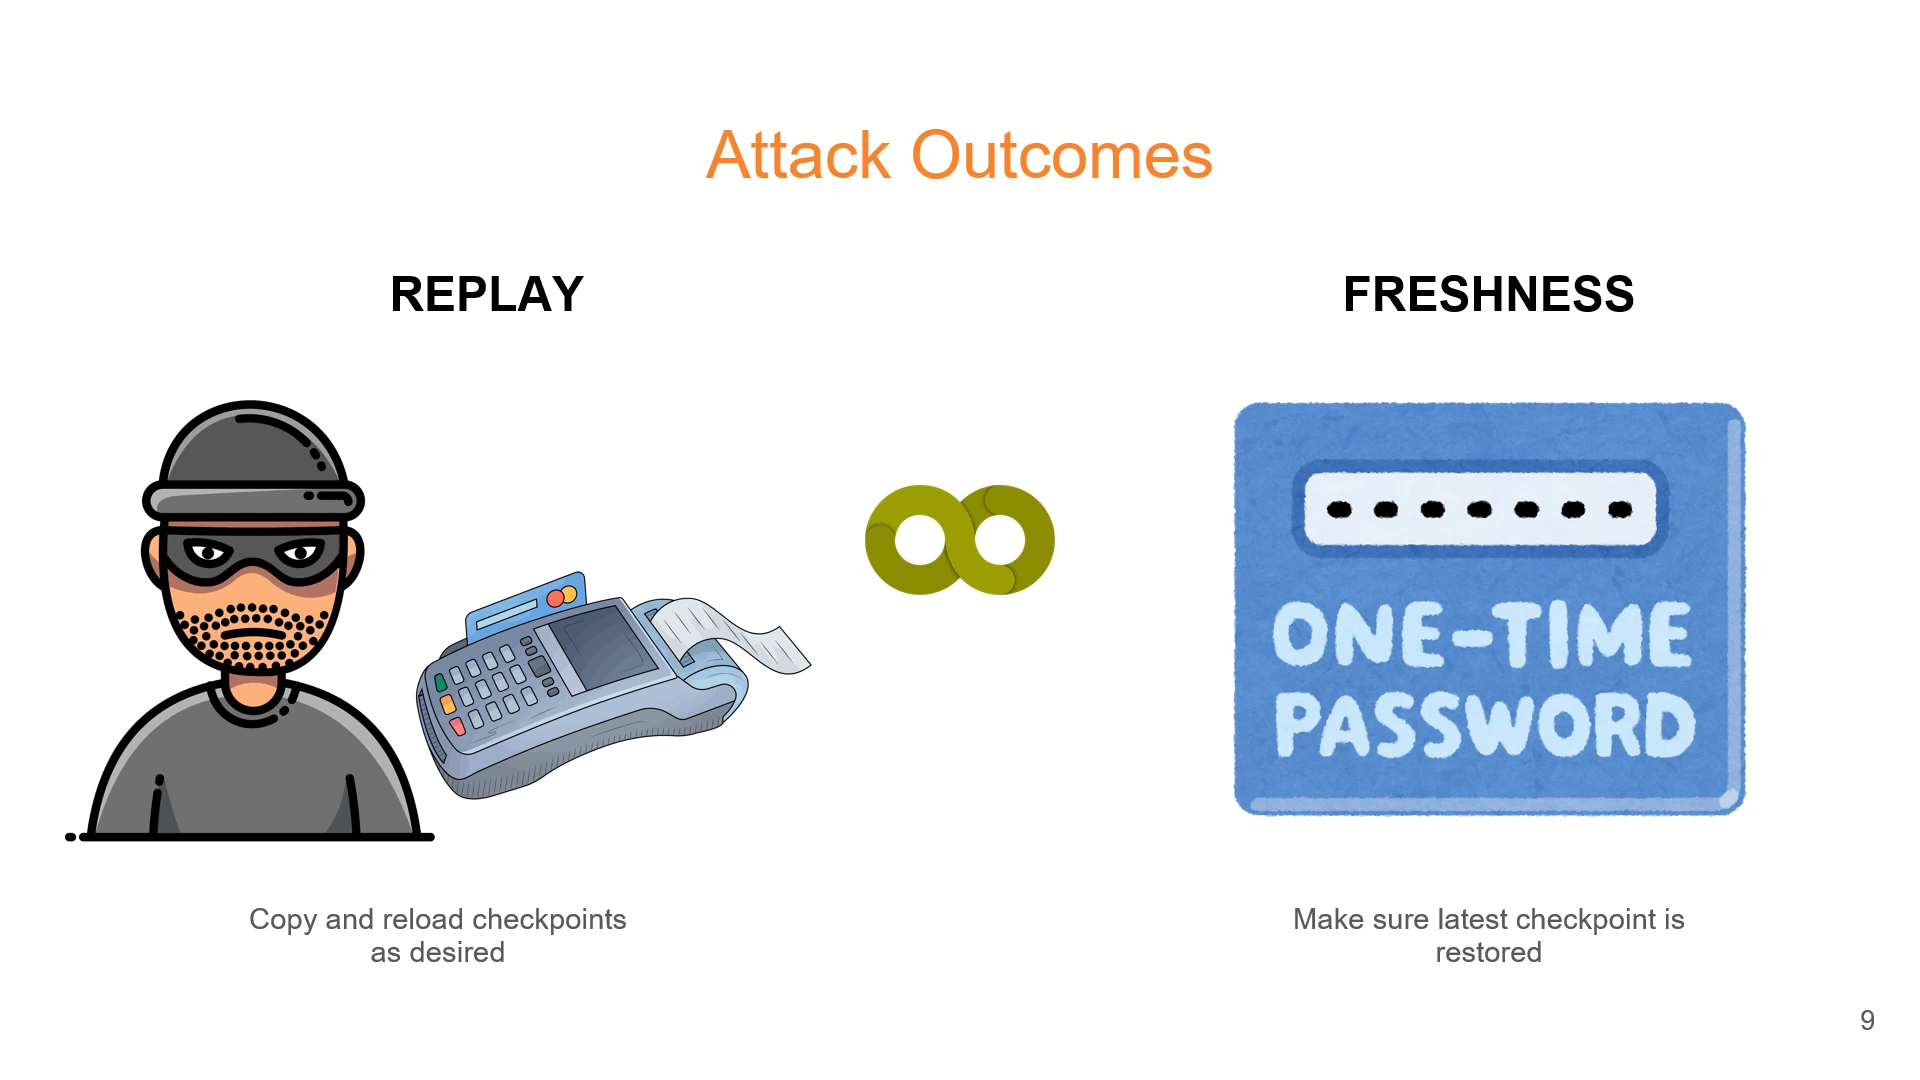 Attack Outcomes
REPLAY
FRESHNESS
ONE-TIME
PASSWORD
Copy and reload checkpoints
as desired
Make sure latest checkpoint is
restored
9